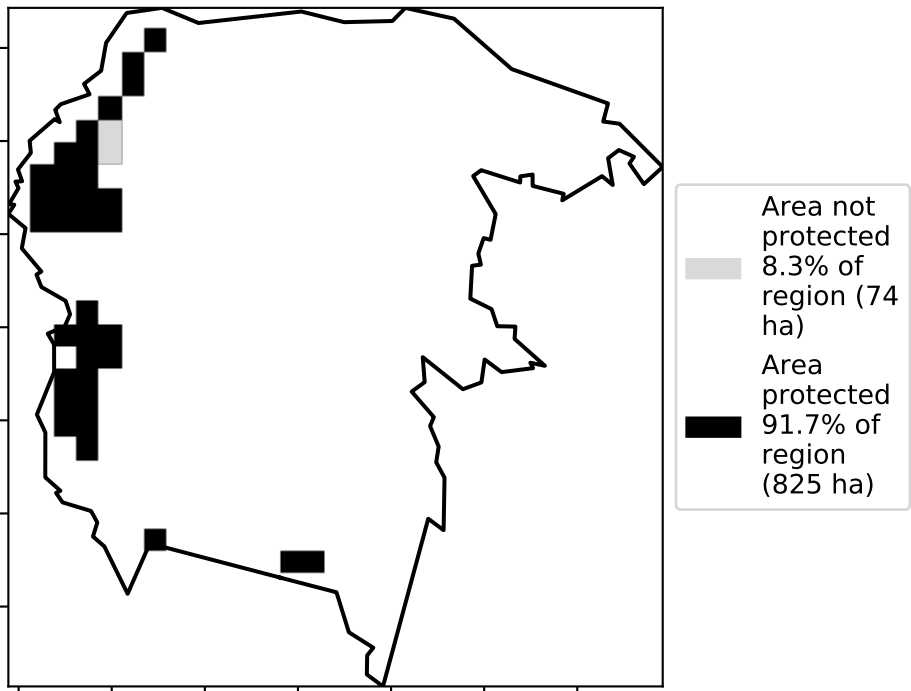 Area not
protected
8.3% of
region (74
ha)
Area
protected
91.7% of
region
(825 ha)